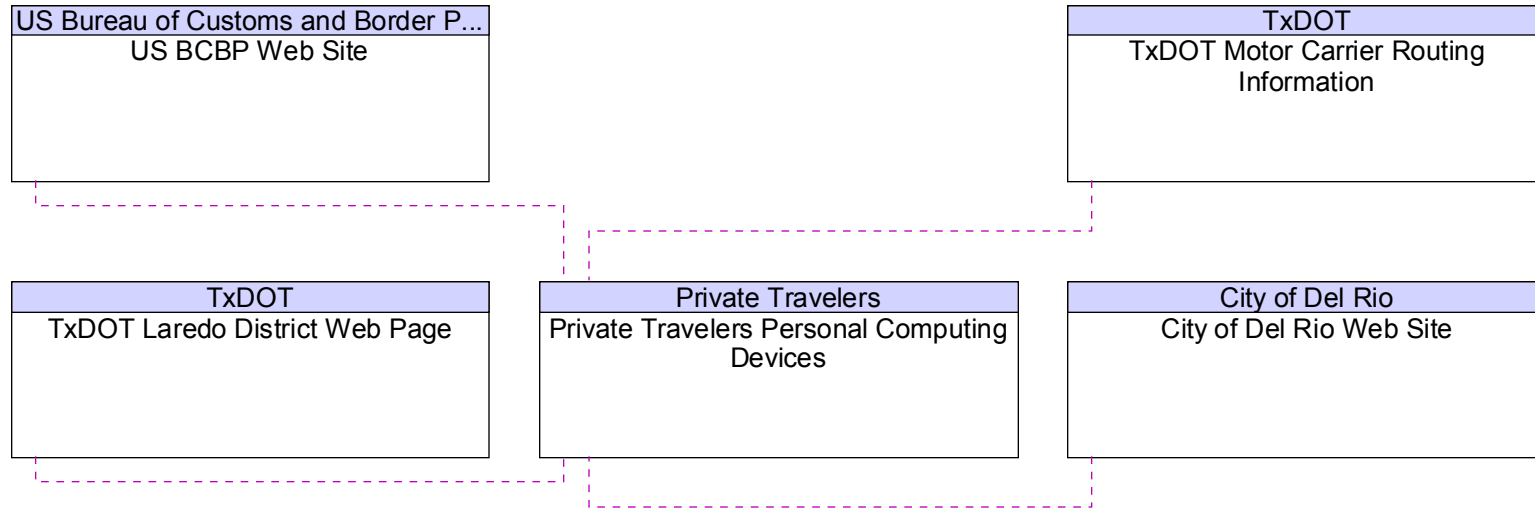 US Bureau of Customs and Border P...
US BCBP Web Site
TxDOT
TxDOT Motor Carrier Routing
Information
TxDOT
TxDOT Laredo District Web Page
Private Travelers
Private Travelers Personal Computing
Devices
City of Del Rio
City of Del Rio Web Site